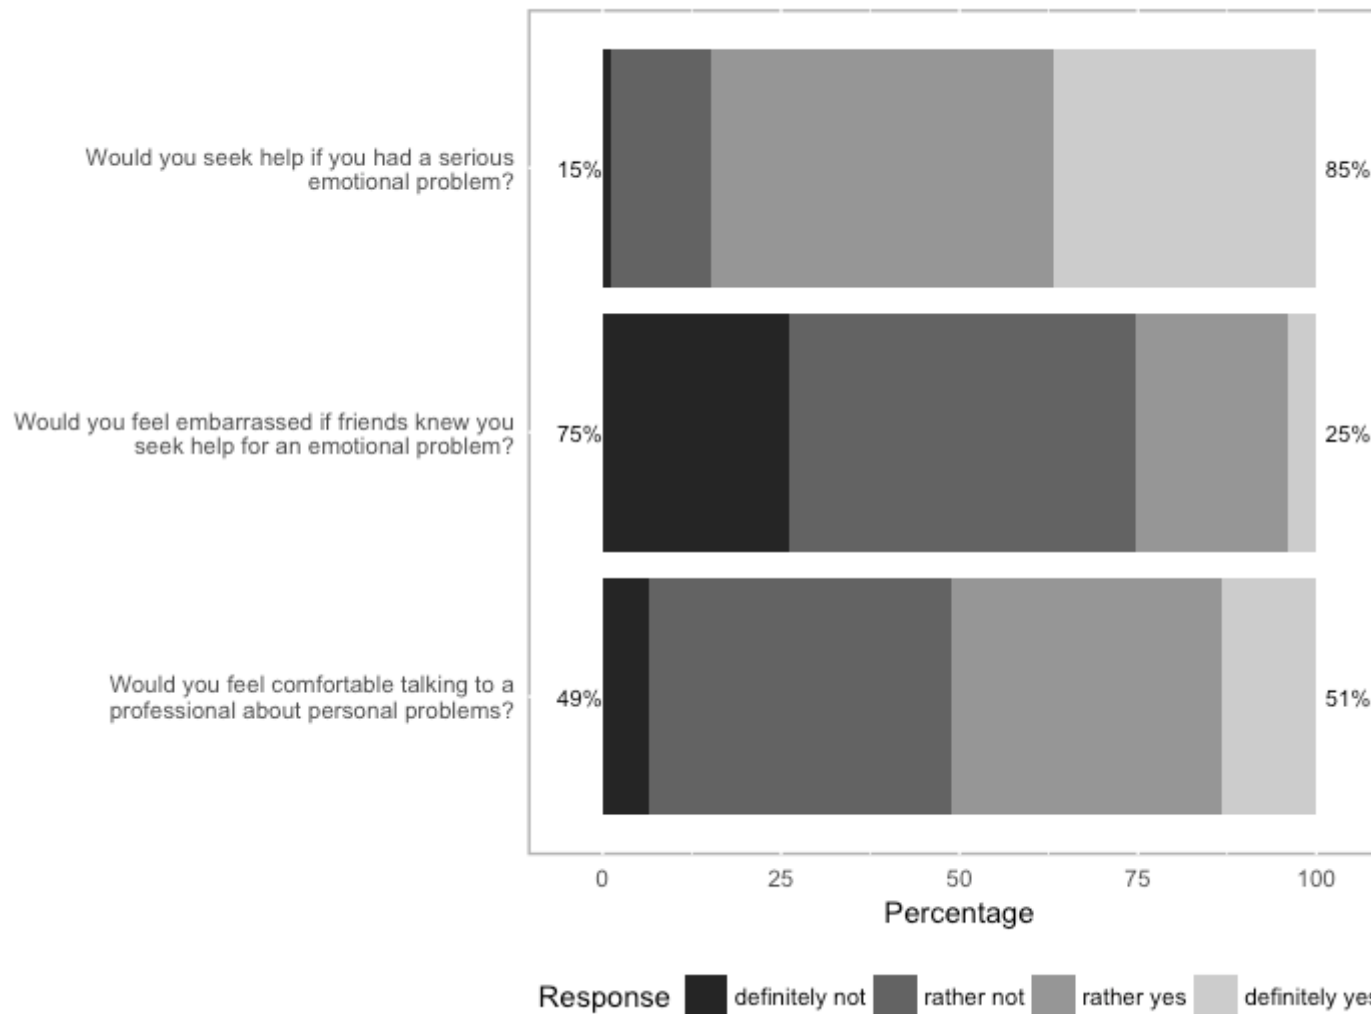 Would you seek help if you had a serious
emotional problem?
15%
85%
Would you feel embarrassed if friends knew you
seek help for an emotional problem?
75%
25%
Would you feel comfortable talking to a
professional about personal problems?
49%
51%
0 25 50 75 100
Percentage
Response definitely not rather not rather yes definitely yes